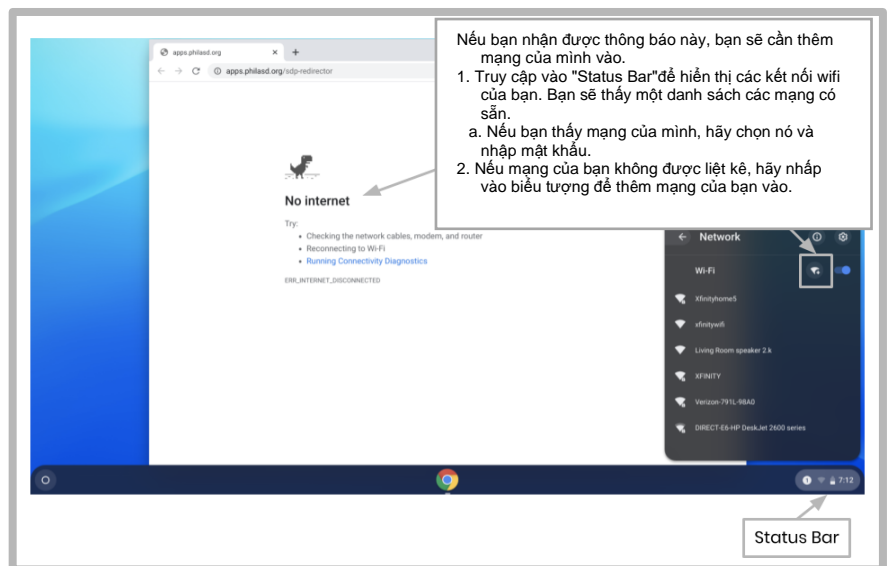 apps.philasd.org
apps.philasd.org/sdp-redirector
Nếu bạn nhận được thông báo này, bạn sẽ cần thêm
mạng của mình vào.
1. Truy cập vào "Status Bar"để hiển thị các kết nối wifi
của bạn. Bạn sẽ thấy một danh sách các mạng có
sẵn.
a. Nếu bạn thấy mạng của mình, hãy chọn nó và
nhập mật khẩu.
2. Nếu mạng của bạn không được liệt kê, hãy nhấp
vào biểu tượng để thêm mạng của bạn vào.
No internet
Try:
• Checking the network cables, modem, and router
• Reconnecting to Wi-Fi
• Running Connectivity Diagnostics
ERR_INTERNET_DISCONNECTED
Network
Wi-Fi
Xfinityhome5
xfinitywifi
Living Room speaker 2.k
XFINITY
Verizon-791L-98A0
DIRECT-E6-HP DeskJet 2600 series
7:12
Status Bar